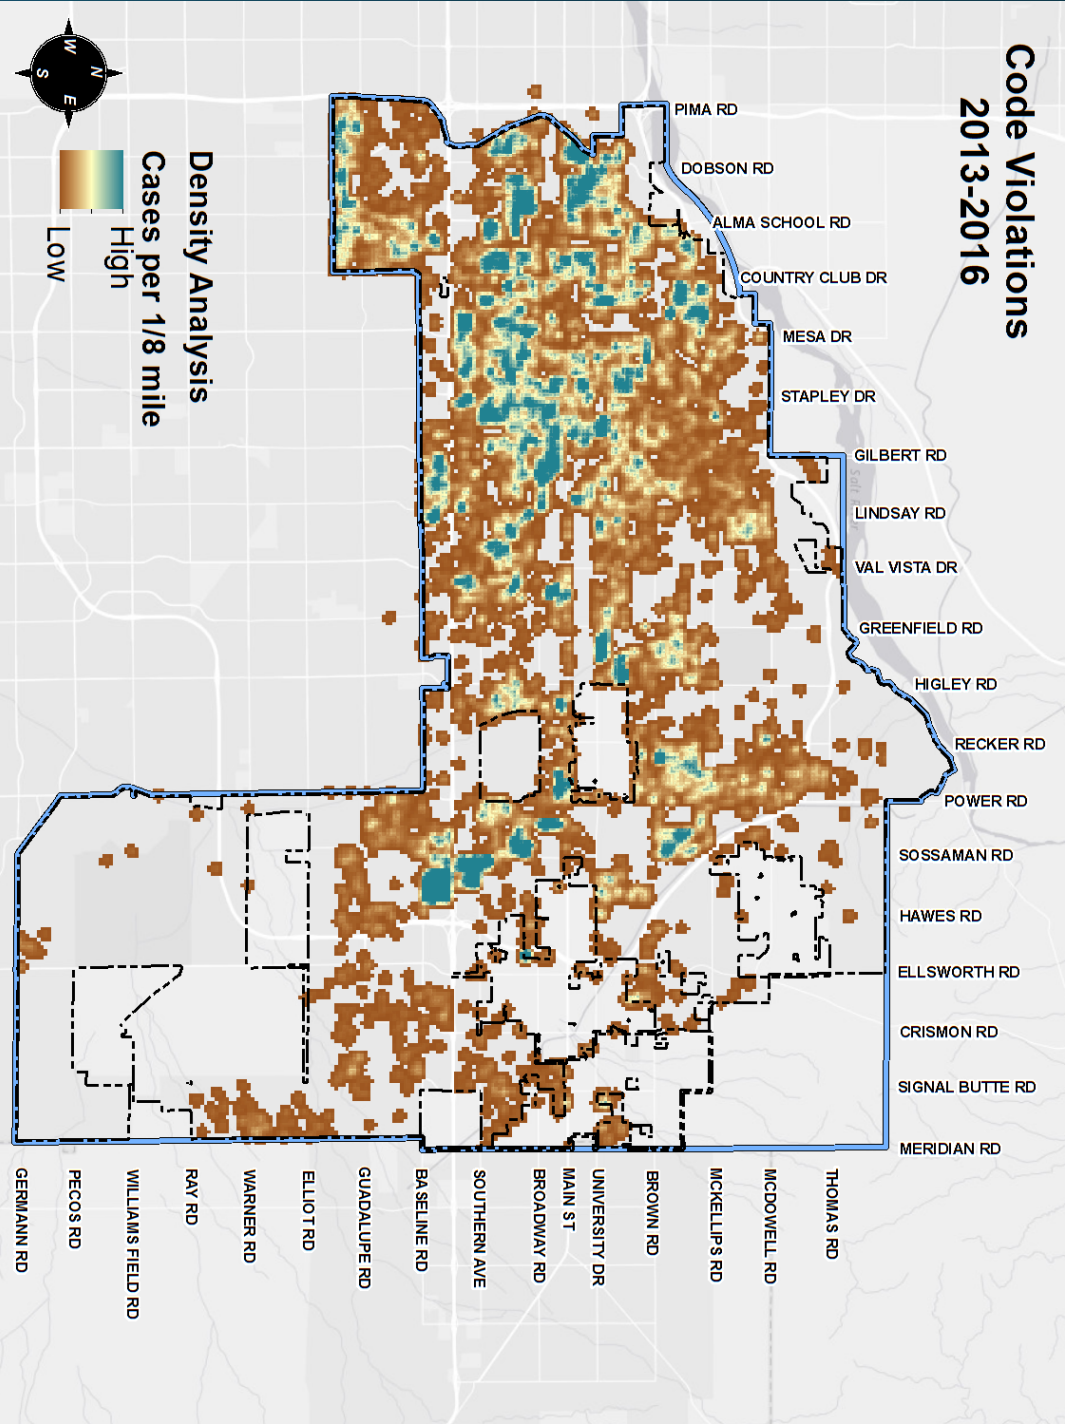 Code Violations
2013-2016
W
N
S
E
Density Analysis
Cases per 1/8 mile
High
Low
PIMA RD
DOBSON RD
ALMA SCHOOL RD
COUNTRY CLUB DR
MESA DR
STAPLEY DR
GILBERT RD
LINDSAY RD
VAL VISTA DR
GREENFIELD RD
HIGLEY RD
RECKER RD
POWER RD
SOSSAMAN RD
HAWES RD
ELLSWORTH RD
CRISMON RD
SIGNAL BUTTE RD
MERIDIAN RD
GERMANN RD
PECOS RD
WILLIAMS FIELD RD
RAY RD
WARNER RD
ELLIOT RD
GUADALUPE RD
BASELINE RD
SOUTHERN AVE
BROADWAY RD
MAIN ST
UNIVERSITY DR
BROWN RD
MCKELLIPS RD
MCDOWELL RD
THOMAS RD
Salt